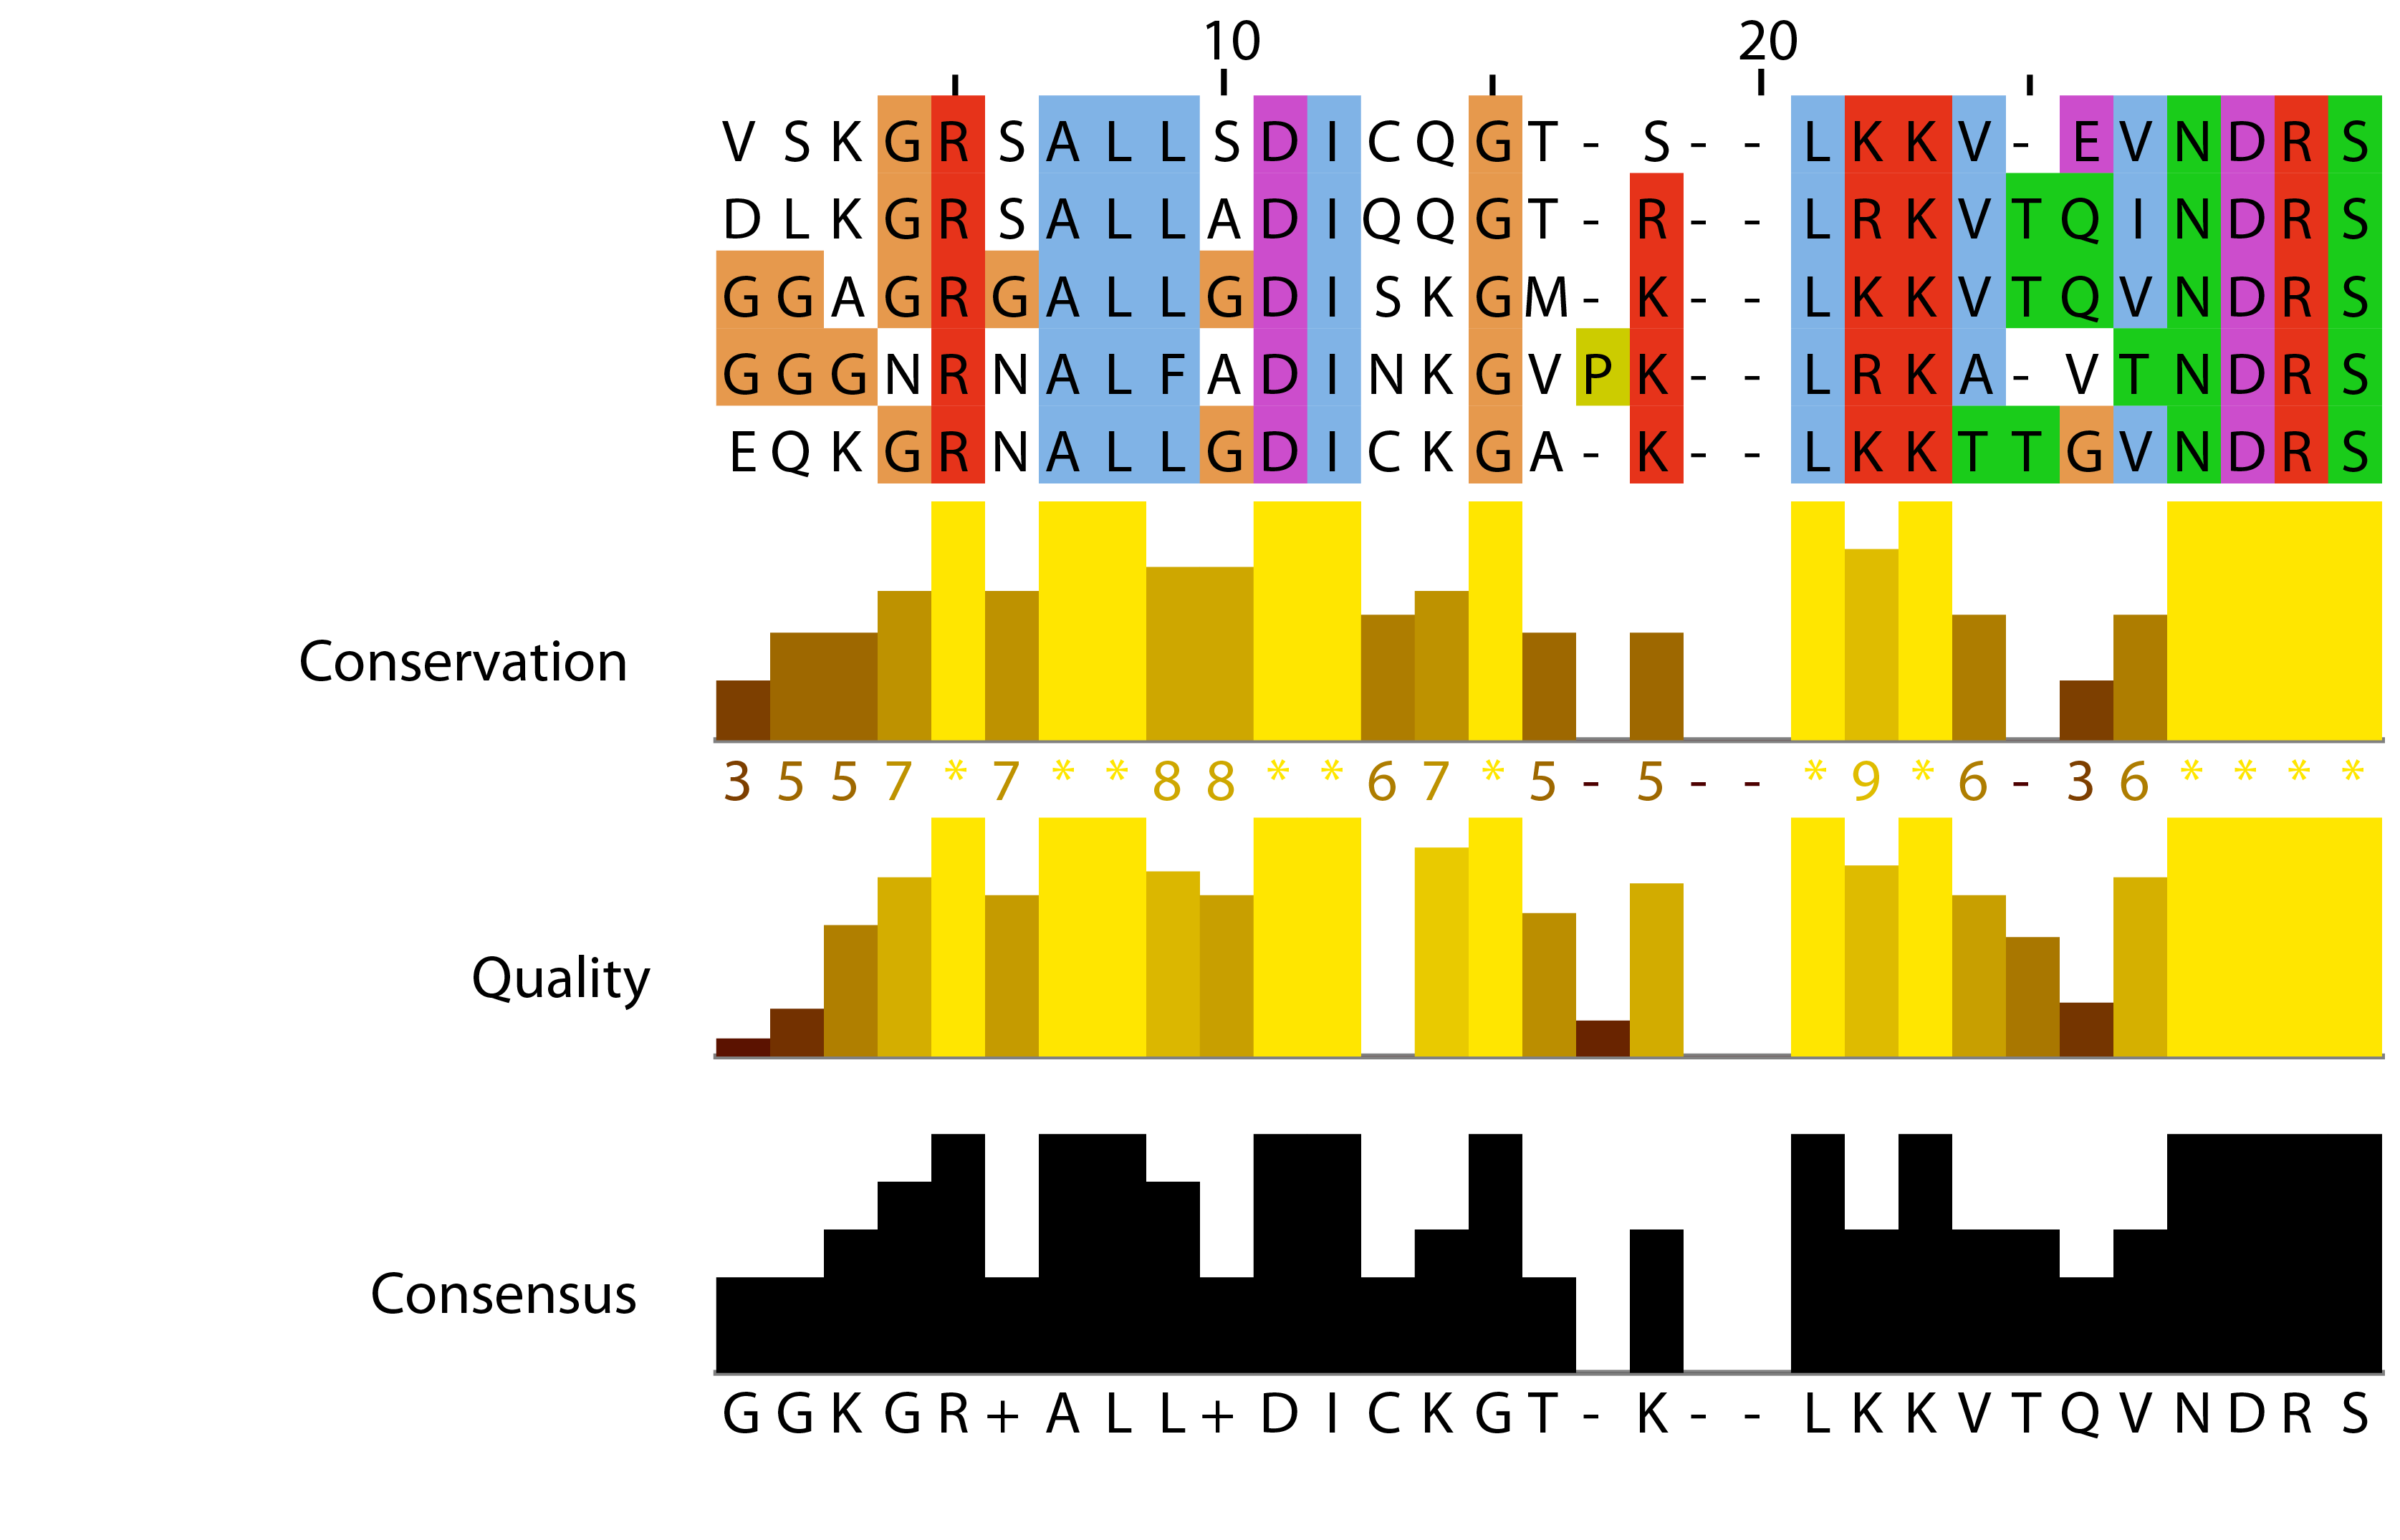 10 20
V S K G R S A L L S D I C Q G T - S - - L K K V - E V N D R S
D L K G R S A L L A D I Q Q G T - R - - L R K V T Q I N D R S
G G A G R G A L L G D I S K G M - K - - L K K V T Q V N D R S
G G G N R N A L F A D I N K G V P K - - L R K A - V T N D R S
E Q K G R N A L L G D I C K G A - K - - L K K T T G V N D R S
Conservation
3 5 5 7 * 7 * * 8 8 * * 6 7 * 5 - 5 - - * 9 * 6 - 3 6 * * * *
Quality
Consensus
G G K G R + A L L + D I C K G T - K - - L K K V T Q V N D R S